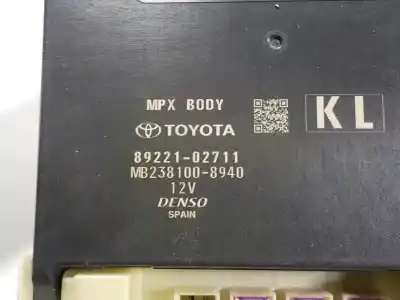 MPX BODY
TOYOTA
KL
89221-02711
MB238100-8940
12V
DENSO
SPAIN